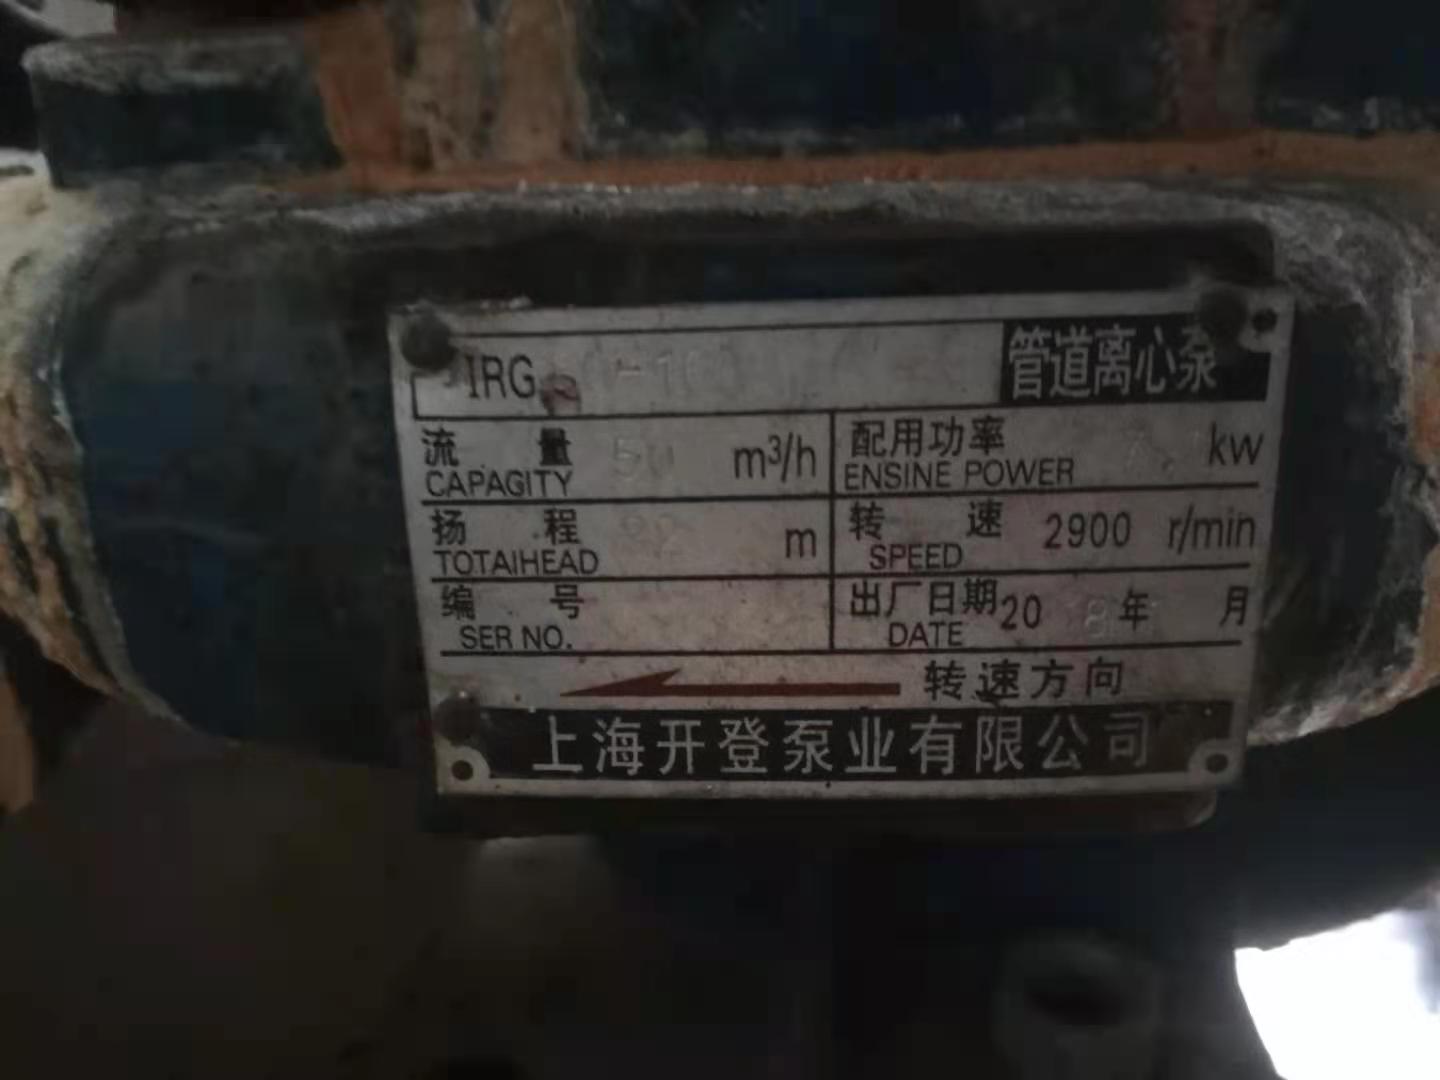 IRG 管道离心泵
流 量 50 m³/h 配用功率 kw
CAPAGITY ENSINE POWER
扬 程 m 转 速 2900 r/min
TOTAIHEAD SPEED
编 号 出厂日期 20 8年 月
SER NO. DATE
转速方向
上海开登泵业有限公司